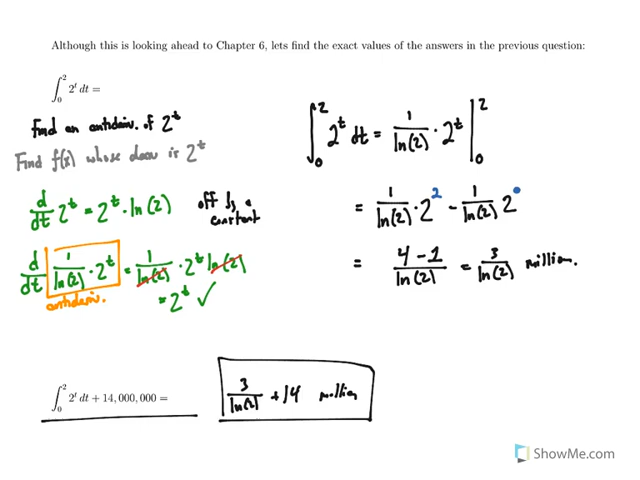 Although this is looking ahead to Chapter 6, lets find the exact values of the answers in the previous question:
∫₀² 2ᵗ dt =
Find an antideriv. of 2ᵗ
Find f(x) whose deriv is 2ᵗ
d/dt 2ᵗ = 2ᵗ · ln(2) off by a
constant
d/dt 1/ln(2) · 2ᵗ = 1/ln(2) · 2ᵗ ln(2)
antideriv. = 2ᵗ ✓
∫₀² 2ᵗ dt = 1/ln(2) · 2ᵗ |₀²
= 1/ln(2) · 2² − 1/ln(2) 2⁰
= 4 − 1/ln(2) = 3/ln(2) million.
∫₀² 2ᵗ dt + 14,000,000 =
3/ln(2) + 14 million
ShowMe.com